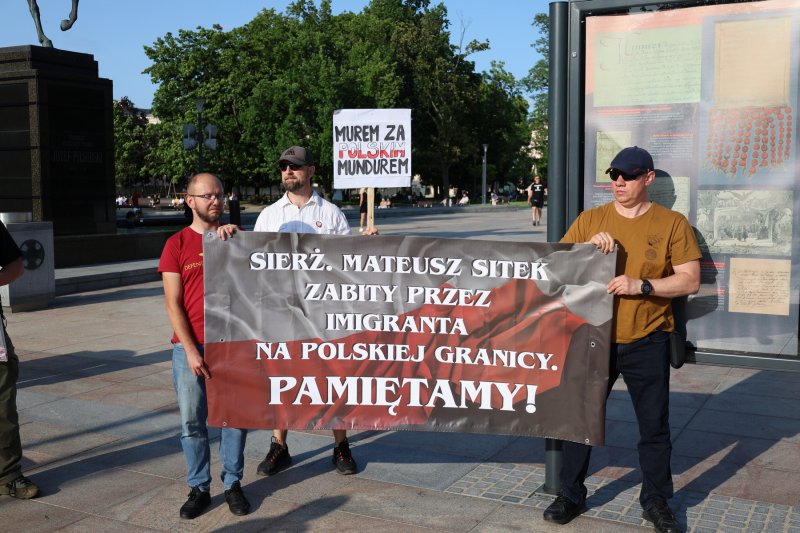 MUREM ZA
POLSKIM
MUNDUREM
SIERŻ. MATEUSZ SITEK
ZABITY PRZEZ
IMIGRANTA
NA POLSKIEJ GRANICY.
PAMIĘTAMY!